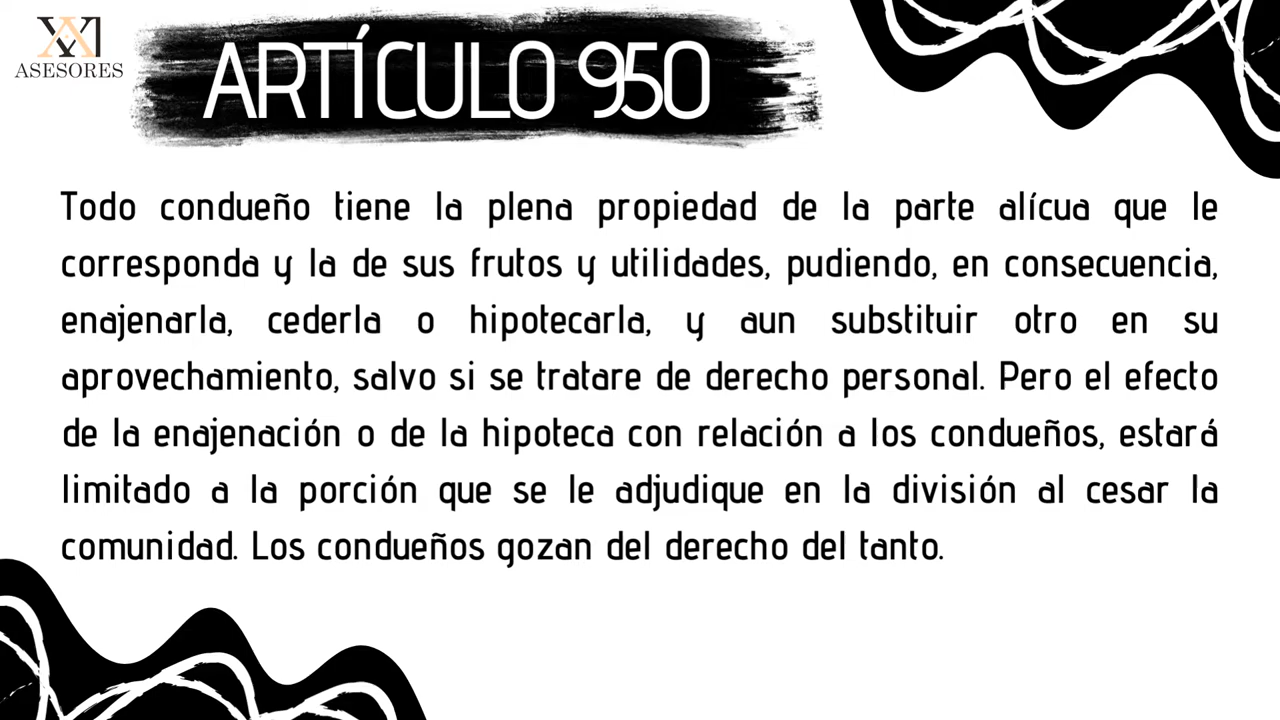 ASESORES
ARTÍCULO 950
Todo condueño tiene la plena propiedad de la parte alícua que le
corresponda y la de sus frutos y utilidades, pudiendo, en consecuencia,
enajenarla, cederla o hipotecarla, y aun substituir otro en su
aprovechamiento, salvo si se tratare de derecho personal. Pero el efecto
de la enajenación o de la hipoteca con relación a los condueños, estará
limitado a la porción que se le adjudique en la división al cesar la
comunidad. Los condueños gozan del derecho del tanto.